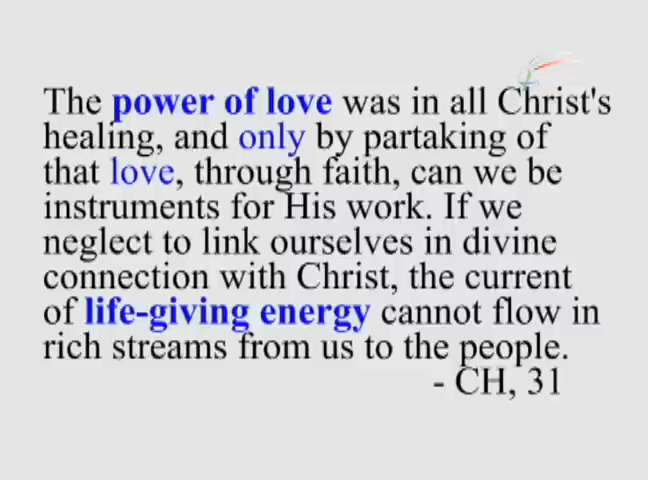 The power of love was in all Christ's
healing, and only by partaking of
that love, through faith, can we be
instruments for His work. If we
neglect to link ourselves in divine
connection with Christ, the current
of life-giving energy cannot flow in
rich streams from us to the people.
- CH, 31